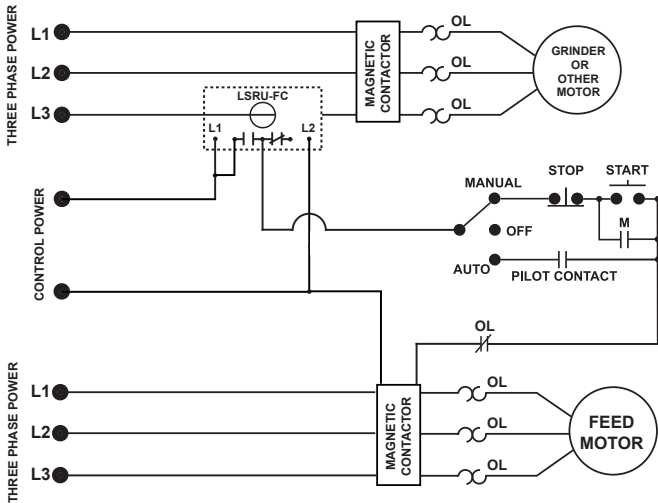 THREE PHASE POWER
L1
L2
L3
MAGNETIC
CONTACTOR
OL
OL
OL
GRINDER
OR
OTHER
MOTOR
LSRU-FC
L1
L2
CONTROL POWER
MANUAL
OFF
AUTO
STOP
START
M
PILOT CONTACT
OL
THREE PHASE POWER
L1
L2
L3
MAGNETIC
CONTACTOR
OL
OL
OL
FEED
MOTOR